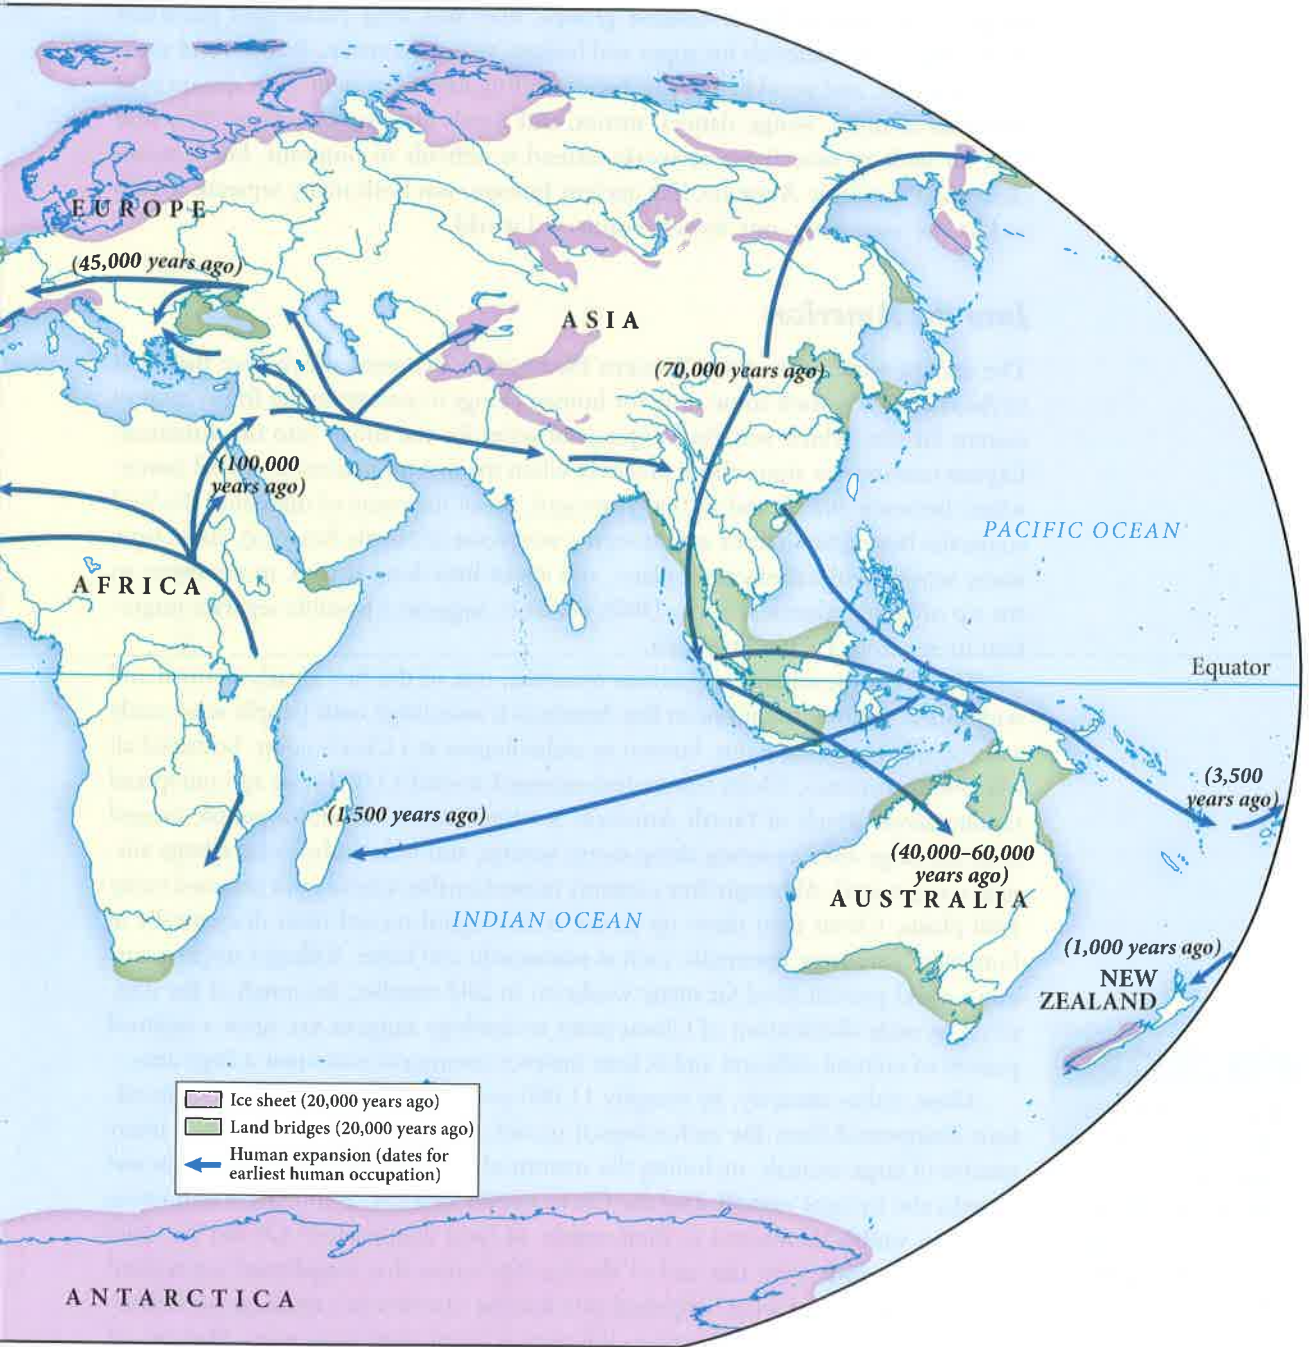 EUROPE
(45,000 years ago)
ASIA
(70,000 years ago)
(100,000
years ago)
PACIFIC OCEAN
AFRICA
Equator
(3,500
years ago)
(1,500 years ago)
(40,000–60,000
years ago)
AUSTRALIA
INDIAN OCEAN
(1,000 years ago)
NEW
ZEALAND
Ice sheet (20,000 years ago)
Land bridges (20,000 years ago)
Human expansion (dates for
earliest human occupation)
ANTARCTICA